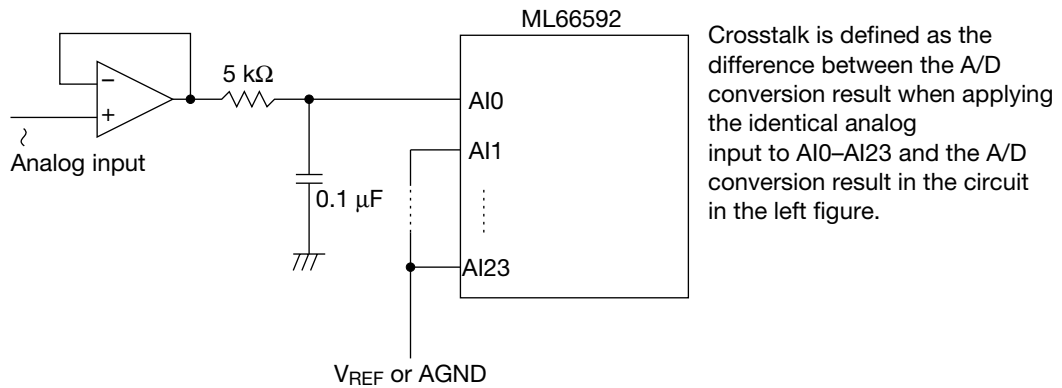 ML66592
5 kΩ
−
+
AI0
Analog input
AI1
0.1 μF
AI23
V_REF or AGND
Crosstalk is defined as the
difference between the A/D
conversion result when applying
the identical analog
input to AI0–AI23 and the A/D
conversion result in the circuit
in the left figure.